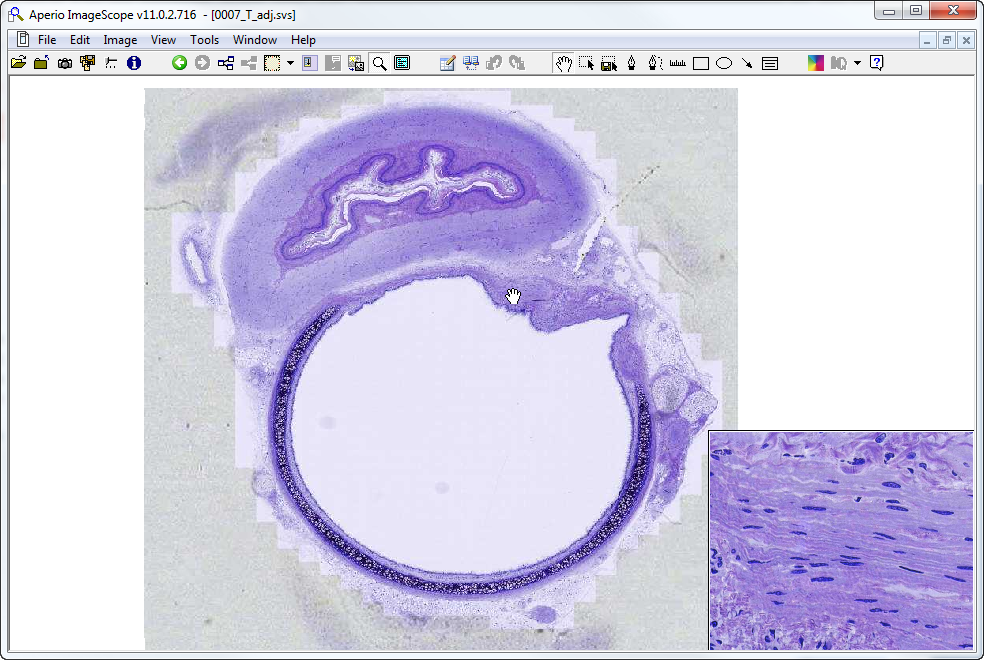 Aperio ImageScope v11.0.2.716 - [0007_T_adj.svs]
File Edit Image View Tools Window Help